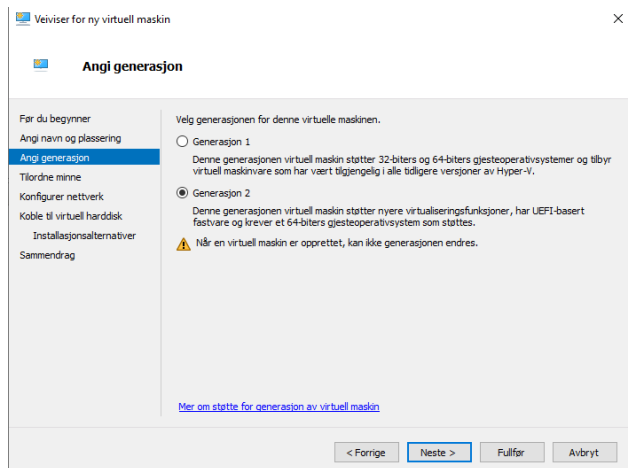 Veiviser for ny virtuell maskin
Angi generasjon
Før du begynner
Angi navn og plassering
Angi generasjon
Tilordne minne
Konfigurer nettverk
Koble til virtuell harddisk
Installasjonsalternativer
Sammendrag
Velg generasjonen for denne virtuelle maskinen.
Generasjon 1
Denne generasjonen virtuell maskin støtter 32-biters og 64-biters gjesteoperativsystemer og tilbyr
virtuell maskinvare som har vært tilgjengelig i alle tidligere versjoner av Hyper-V.
Generasjon 2
Denne generasjonen virtuell maskin støtter nyere virtualiseringsfunksjoner, har UEFI-basert
fastvare og krever et 64-biters gjesteoperativsystem som støttes.
Når en virtuell maskin er opprettet, kan ikke generasjonen endres.
Mer om støtte for generasjon av virtuell maskin
< Forrige
Neste >
Fullfør
Avbryt